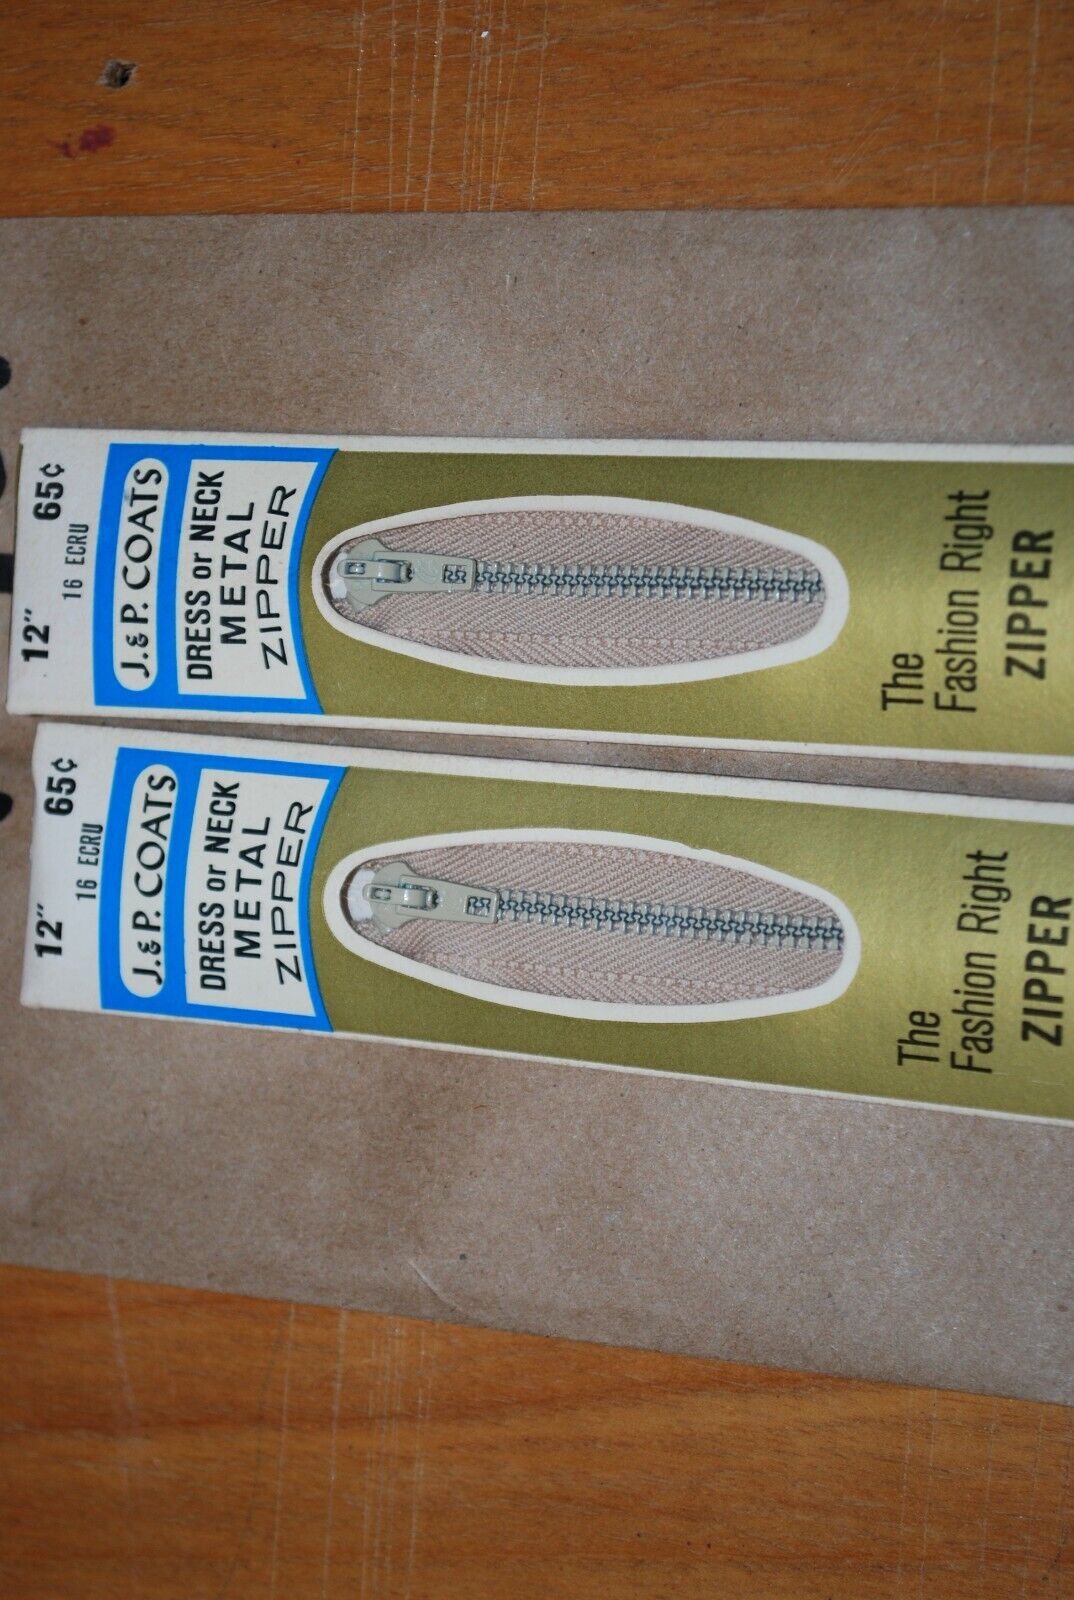 12" 65¢
16 ECRU
J. & P. COATS
DRESS or NECK
METAL
ZIPPER
The
Fashion Right
ZIPPER
12" 65¢
16 ECRU
J. & P. COATS
DRESS or NECK
METAL
ZIPPER
The
Fashion Right
ZIPPER